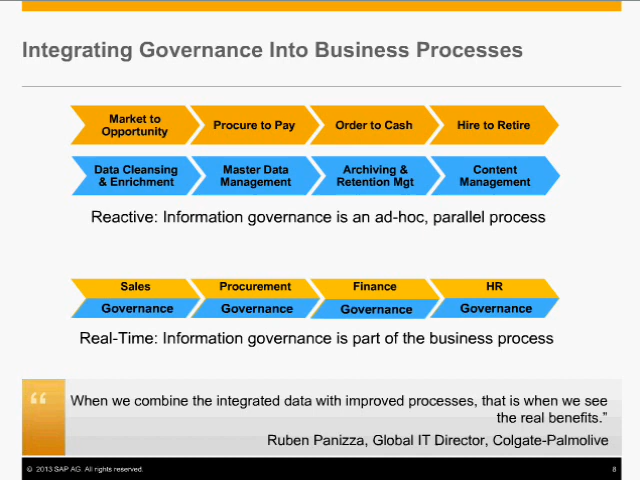 Integrating Governance Into Business Processes
Market to
Opportunity
Procure to Pay
Order to Cash
Hire to Retire
Data Cleansing
& Enrichment
Master Data
Management
Archiving &
Retention Mgt
Content
Management
Reactive: Information governance is an ad-hoc, parallel process
Sales
Governance
Procurement
Governance
Finance
Governance
HR
Governance
Real-Time: Information governance is part of the business process
“
When we combine the integrated data with improved processes, that is when we see
the real benefits.”
Ruben Panizza, Global IT Director, Colgate-Palmolive
© 2013 SAP AG. All rights reserved.
8